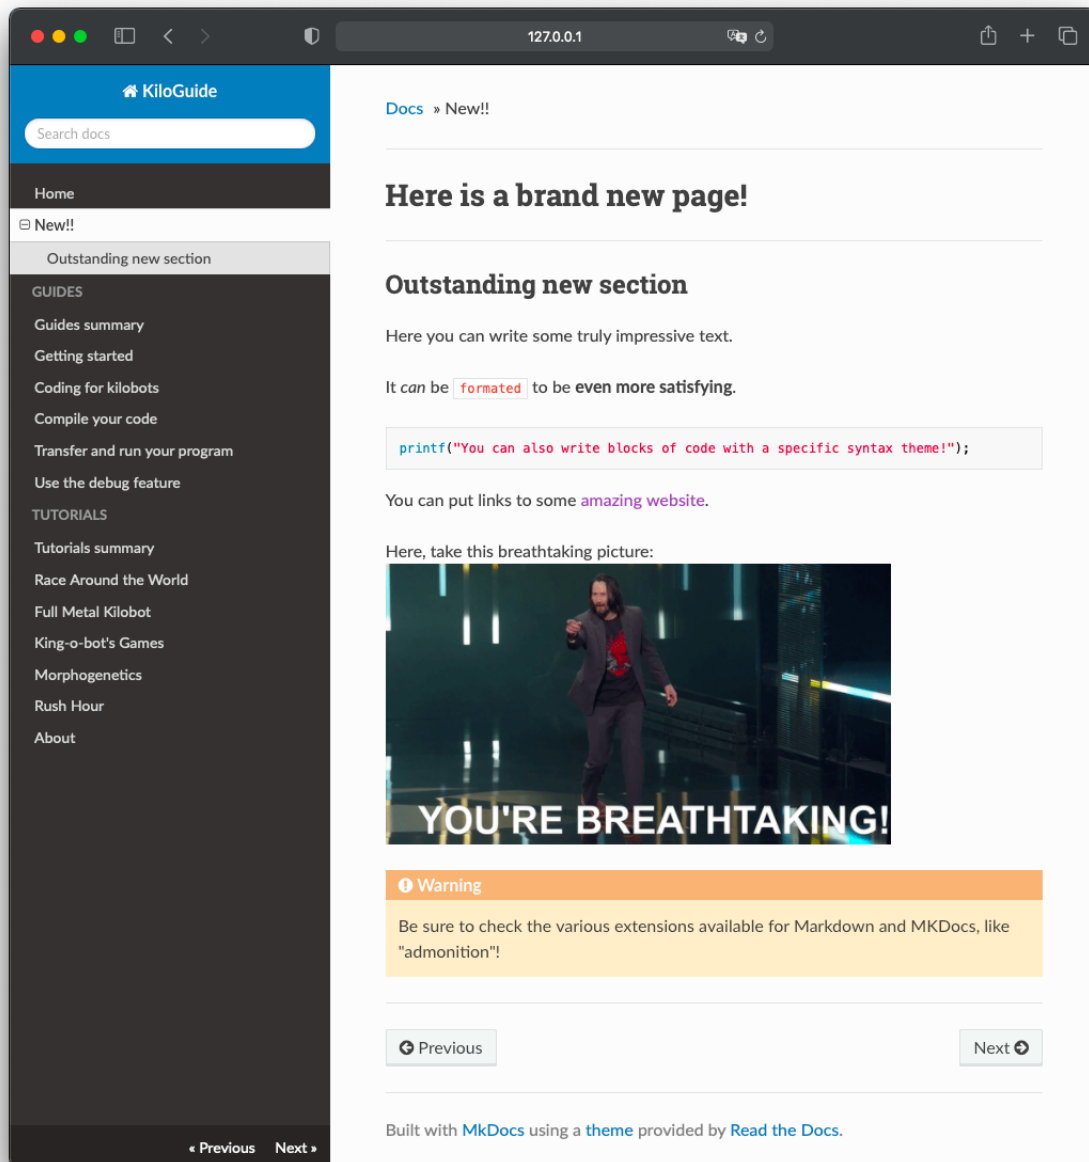 127.0.0.1
KiloGuide
Search docs
Home
New!!
Outstanding new section
GUIDES
Guides summary
Getting started
Coding for kilobots
Compile your code
Transfer and run your program
Use the debug feature
TUTORIALS
Tutorials summary
Race Around the World
Full Metal Kilobot
King-o-bot's Games
Morphogenetics
Rush Hour
About
« Previous Next »
Docs » New!!
Here is a brand new page!
Outstanding new section
Here you can write some truly impressive text.
It can be formated to be even more satisfying.
printf("You can also write blocks of code with a specific syntax theme!");
You can put links to some amazing website.
Here, take this breathtaking picture:
YOU'RE BREATHTAKING!
Warning
Be sure to check the various extensions available for Markdown and MKDocs, like
"admonition"!
Previous
Next
Built with MkDocs using a theme provided by Read the Docs.